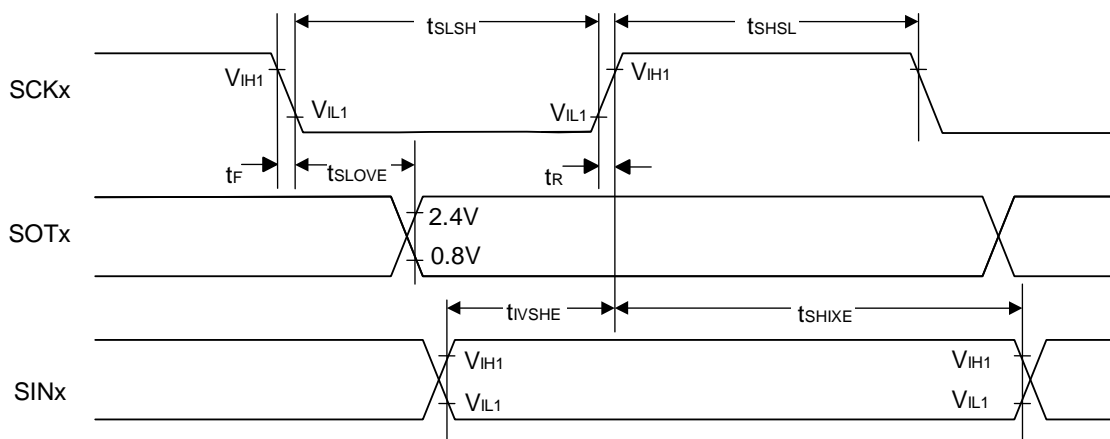 tSLSH
tSHSL
SCKx
VIH1
VIL1
VIL1
VIH1
tF
tSLOVE
tR
SOTx
2.4V
0.8V
tIVSHE
tSHIXE
SINx
VIH1
VIL1
VIH1
VIL1